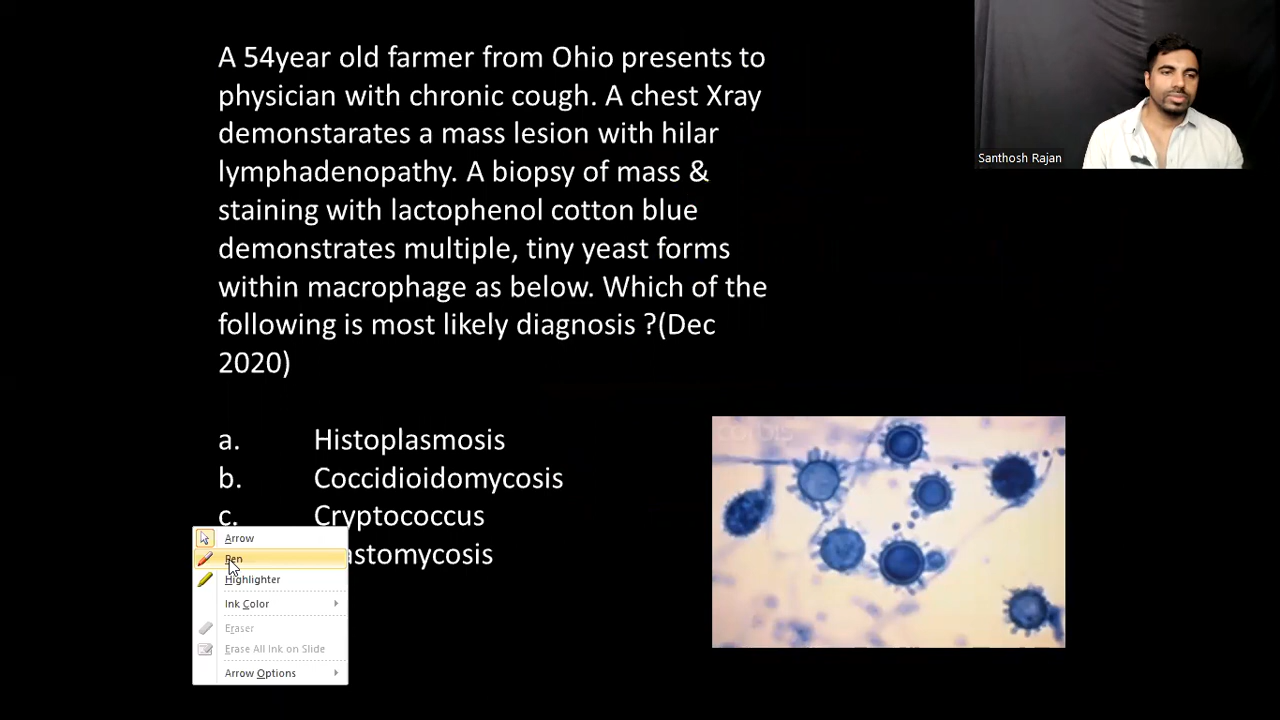 A 54year old farmer from Ohio presents to
physician with chronic cough. A chest Xray
demonstarates a mass lesion with hilar
lymphadenopathy. A biopsy of mass &
staining with lactophenol cotton blue
demonstrates multiple, tiny yeast forms
within macrophage as below. Which of the
following is most likely diagnosis ?(Dec
2020)
Santhosh Rajan
a. Histoplasmosis
b. Coccidioidomycosis
c. Cryptococcus
astomycosis
Arrow
Pen
Highlighter
Ink Color
Eraser
Erase All Ink on Slide
Arrow Options